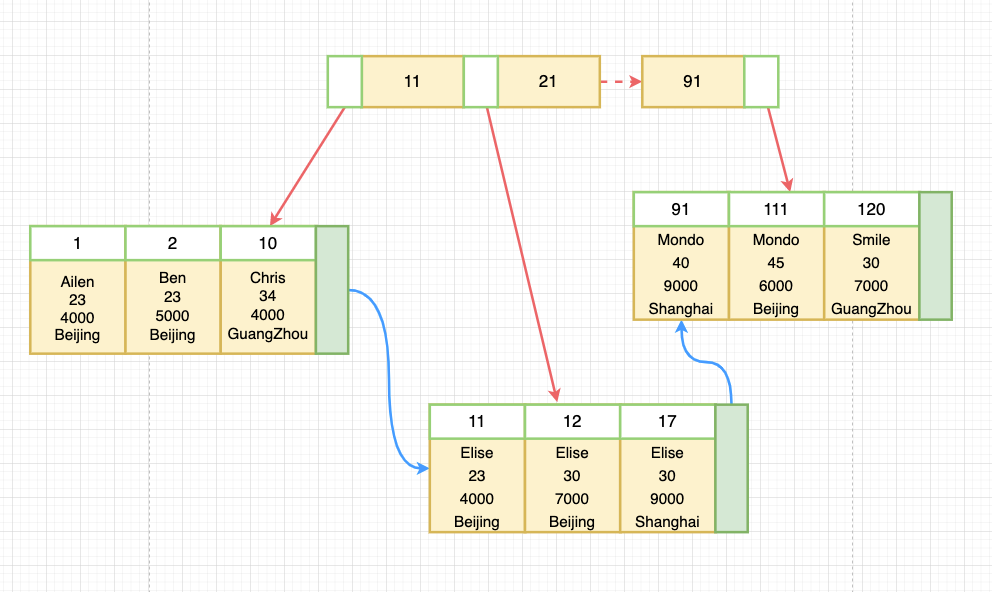 11 21 91
91 111 120
Mondo Mondo Smile
40 45 30
9000 6000 7000
Shanghai Beijing GuangZhou
1 2 10
Ailen Ben Chris
23 23 34
4000 5000 4000
Beijing Beijing GuangZhou
11 12 17
Elise Elise Elise
23 30 30
4000 7000 9000
Beijing Beijing Shanghai